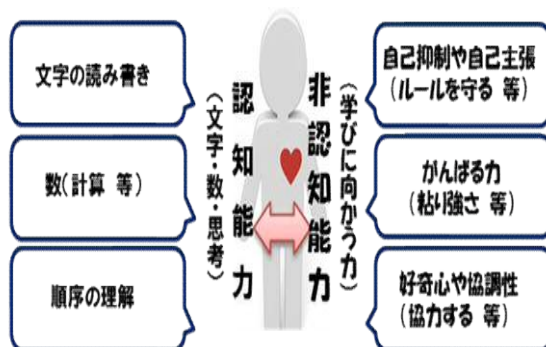 文字の読み書き
数(計算 等)
順序の理解
認知能力
(文字・数・思考)
非認知能力
(学びに向かう力)
自己抑制や自己主張
(ルールを守る 等)
がんばる力
(粘り強さ 等)
好奇心や協調性
(協力する 等)